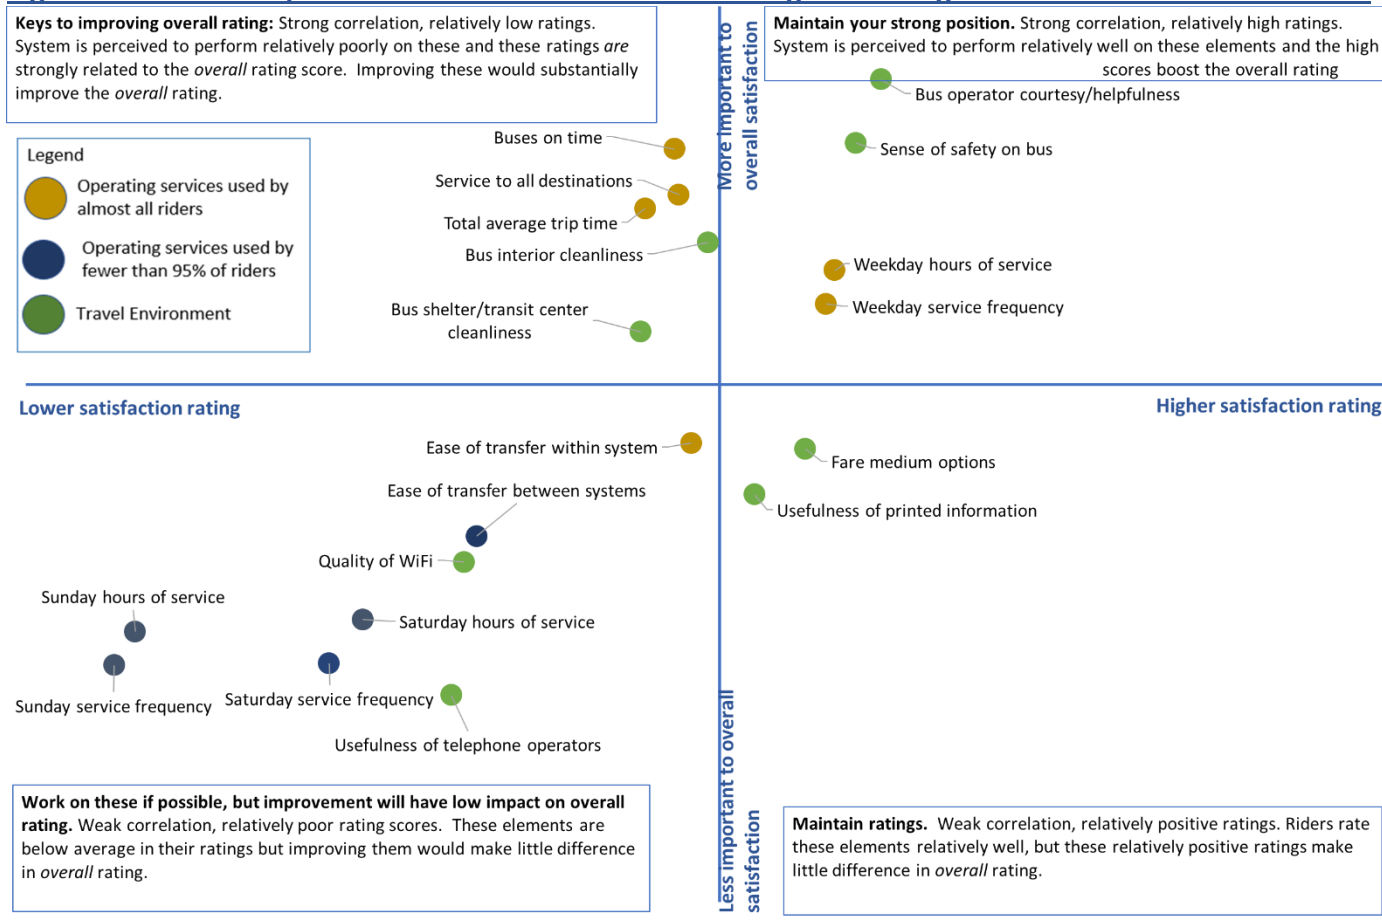 Keys to improving overall rating: Strong correlation, relatively low ratings.
System is perceived to perform relatively poorly on these and these ratings are
strongly related to the overall rating score. Improving these would substantially
improve the overall rating.
More important to
overall satisfaction
Maintain your strong position. Strong correlation, relatively high ratings.
System is perceived to perform relatively well on these elements and the high
scores boost the overall rating
Bus operator courtesy/helpfulness
Sense of safety on bus
Weekday hours of service
Weekday service frequency
Legend
Operating services used by
almost all riders
Operating services used by
fewer than 95% of riders
Travel Environment
Buses on time
Service to all destinations
Total average trip time
Bus interior cleanliness
Bus shelter/transit center
cleanliness
Lower satisfaction rating
Higher satisfaction rating
Ease of transfer within system
Ease of transfer between systems
Quality of WiFi
Sunday hours of service
Saturday hours of service
Sunday service frequency
Saturday service frequency
Usefulness of telephone operators
Fare medium options
Usefulness of printed information
Work on these if possible, but improvement will have low impact on overall
rating. Weak correlation, relatively poor rating scores. These elements are
below average in their ratings but improving them would make little difference
in overall rating.
Less important to overall
satisfaction
Maintain ratings. Weak correlation, relatively positive ratings. Riders rate
these elements relatively well, but these relatively positive ratings make
little difference in overall rating.